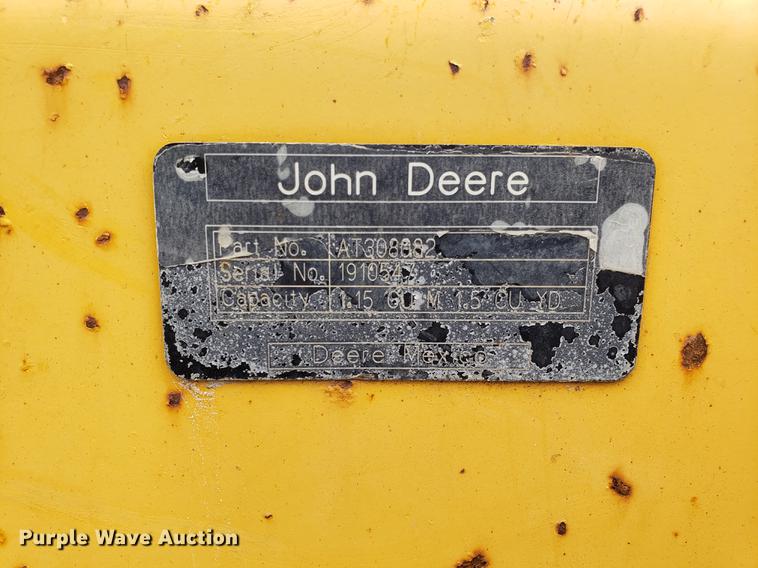 John Deere
Part No. AT308882
Serial No. 1910543
Capacity 1.15 CU M 1.5 CU YD
Deere Mexico
Purple Wave Auction